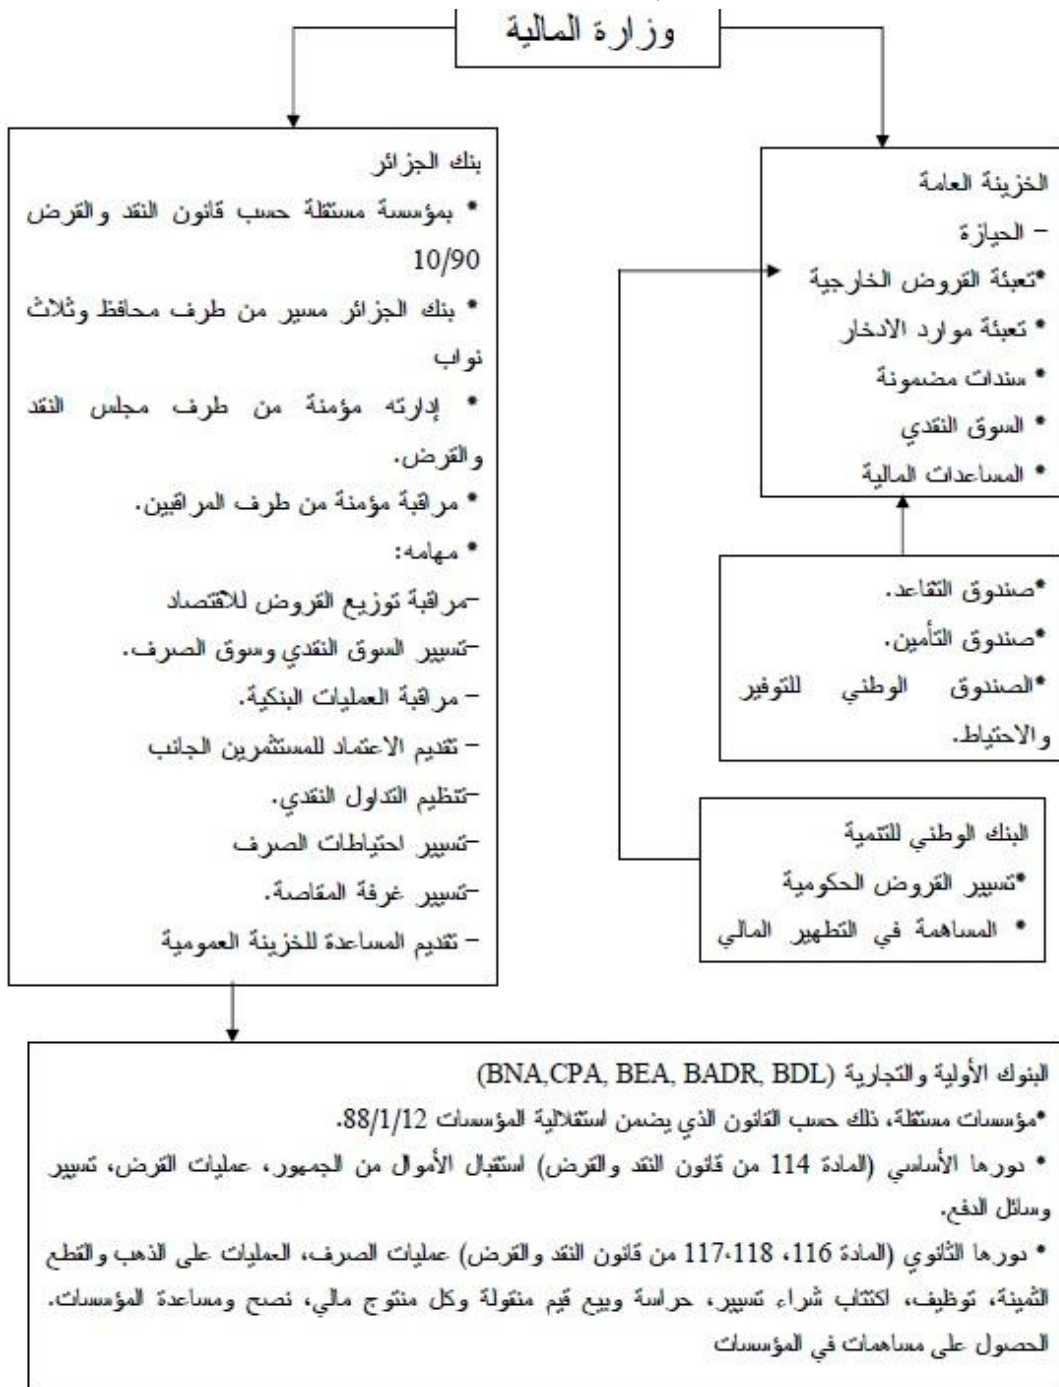 وزارة المالية
الخزينة العامة
– الحيازة
*تعبئة القروض الخارجية
* تعبئة موارد الادخار
* سندات مضمونة
* السوق النقدي
* المساعدات المالية
*صندوق التقاعد.
*صندوق التأمين.
*الصندوق الوطني للتوفير
والاحتياط.
البنك الوطني للتنمية
*تسيير القروض الحكومية
* المساهمة في التطهير المالي
بنك الجزائر
* بمؤسسة مستقلة حسب قانون النقد والقرض
10/90
* بنك الجزائر مسير من طرف محافظ وثلاث
نواب
* إدارته مؤمنة من طرف مجلس النقد
والقرض.
* مراقبة مؤمنة من طرف المراقبين.
* مهامه:
–مراقبة توزيع القروض للاقتصاد
–تسيير السوق النقدي وسوق الصرف.
– مراقبة العمليات البنكية.
– تقديم الاعتماد للمستثمرين الجانب
–تنظيم التداول النقدي.
–تسيير احتياطات الصرف
–تسيير غرفة المقاصة.
– تقديم المساعدة للخزينة العمومية
البنوك الأولية والتجارية (BNA,CPA, BEA, BADR, BDL)
*مؤسسات مستقلة، ذلك حسب القانون الذي يضمن استقلالية المؤسسات 88/1/12.
* دورها الأساسي (المادة 114 من قانون النقد والقرض) استقبال الأموال من الجمهور، عمليات القرض، تسيير
وسائل الدفع.
* دورها الثانوي (المادة 116، 118،117 من قانون النقد والقرض) عمليات الصرف، العمليات على الذهب والقطع
الثمينة، توظيف، اكتتاب شراء تسيير، حراسة وبيع قيم منقولة وكل منتوج مالي، نصح ومساعدة المؤسسات.
الحصول على مساهمات في المؤسسات